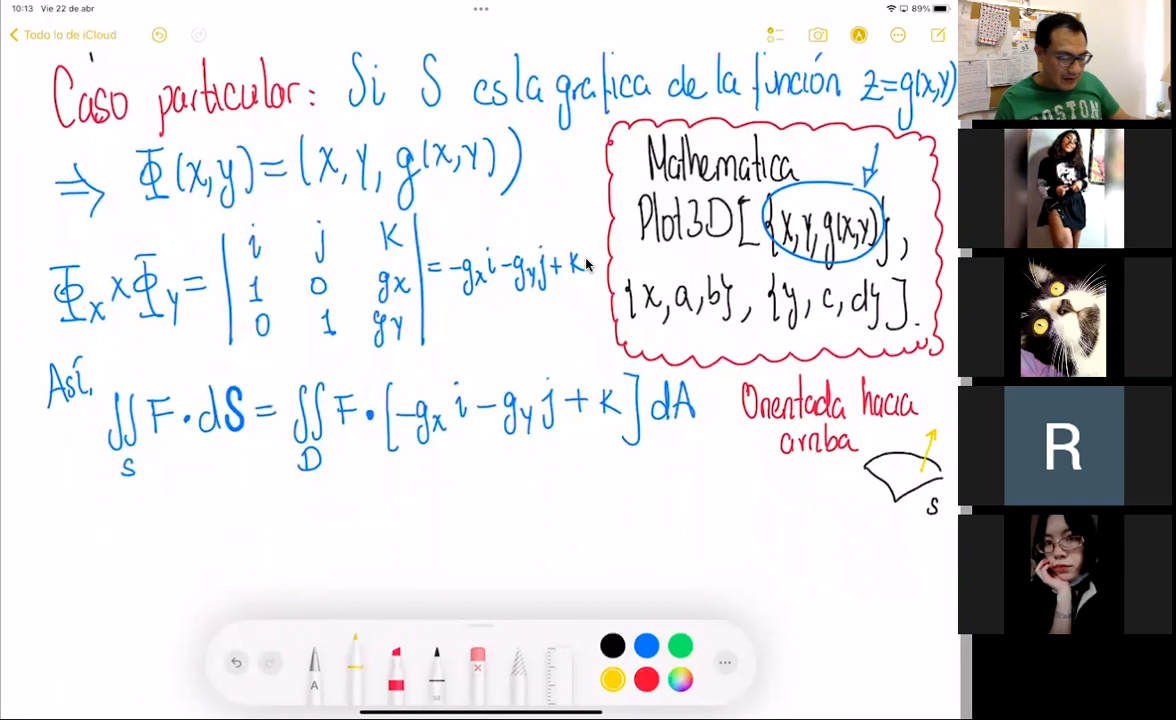 10:13 Vie 22 de abr
89%
Todo lo de iCloud
Caso particular: Si S es la grafica de la función z=g(x,y)
⇒ Φ(x,y)=(x,y,g(x,y))
Mathematica
Plot3D[{x,y,g(x,y)},
{x,a,b},{y,c,d}].
Φx×Φy= | i j k | = -gx i - gy j + k
1 0 gx
0 1 gy
Así,
∬F·dS = ∬F·[-gx i - gy j + k]dA
S D
Orientada hacia
arriba
S
BOSTON
R
A